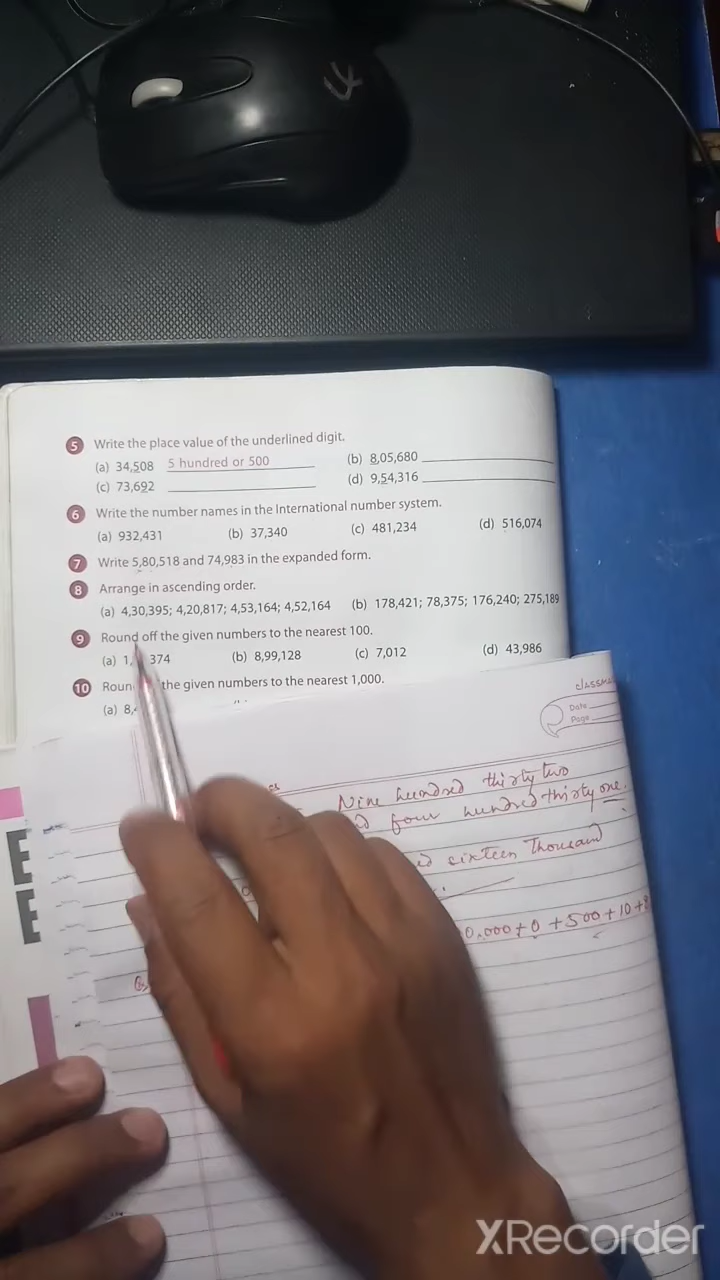 5 Write the place value of the underlined digit.
(a) 34,508 5 hundred or 500 (b) 8,05,680
(c) 73,692 (d) 9,54,316
6 Write the number names in the International number system.
(a) 932,431 (b) 37,340 (c) 481,234 (d) 516,074
7 Write 5,80,518 and 74,983 in the expanded form.
8 Arrange in ascending order.
(a) 4,30,395; 4,20,817; 4,53,164; 4,52,164 (b) 178,421; 78,375; 176,240; 275,189
9 Round off the given numbers to the nearest 100.
(a) 1, 374 (b) 8,99,128 (c) 7,012 (d) 43,986
10 Roun the given numbers to the nearest 1,000.
(a) 8,
Date
Page
Nine hundred thirty two
four hundred thirty one.
sixteen Thousand
0,000+0+500+10+8
E
E
XRecorder